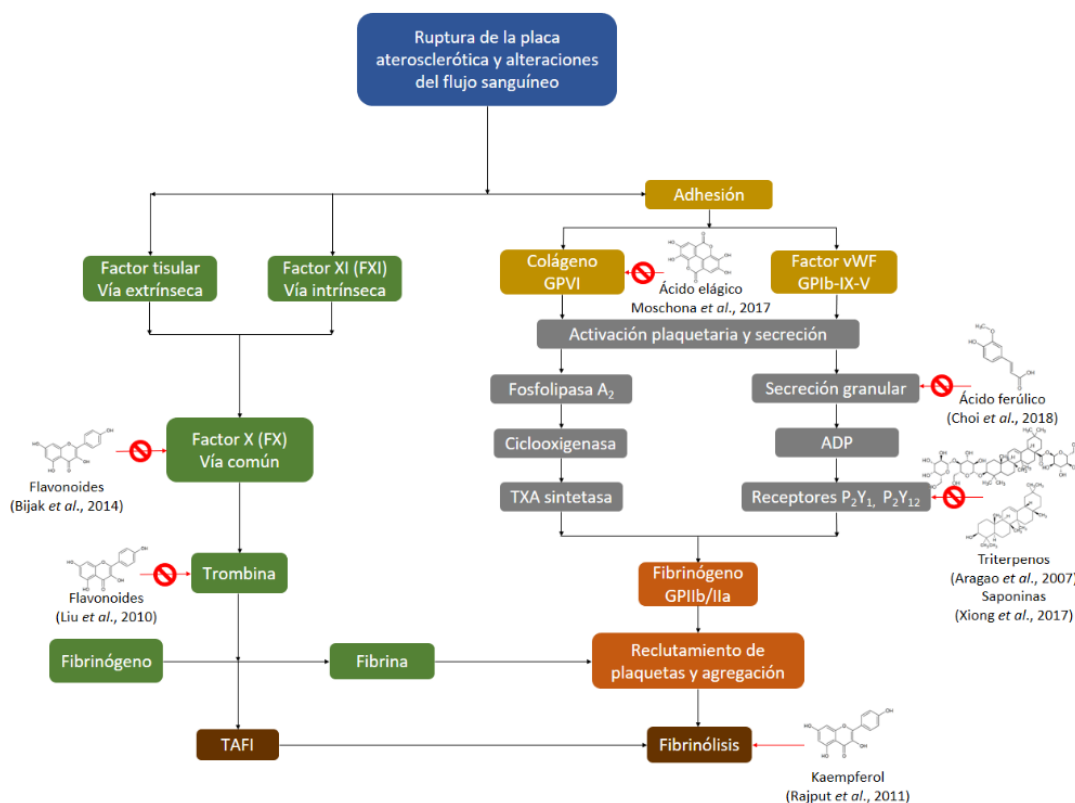 Ruptura de la placa
aterosclerótica y alteraciones
del flujo sanguíneo
Adhesión
Factor tisular
Vía extrínseca
Factor XI (FXI)
Vía intrínseca
Colágeno
GPVI
Ácido elágico
Moschona et al., 2017
Factor vWF
GPIb-IX-V
Activación plaquetaria y secreción
Fosfolipasa A₂
Secreción granular
Ácido ferúlico
(Choi et al., 2018)
Factor X (FX)
Vía común
Flavonoides
(Bijak et al., 2014)
Ciclooxigenasa
ADP
TXA sintetasa
Receptores P₂Y₁, P₂Y₁₂
Triterpenos
(Aragao et al., 2007)
Saponinas
(Xiong et al., 2017)
Trombina
Flavonoides
(Liu et al., 2010)
Fibrinógeno
GPIIb/IIa
Fibrinógeno
Fibrina
Reclutamiento de
plaquetas y agregación
TAFI
Fibrinólisis
Kaempferol
(Rajput et al., 2011)